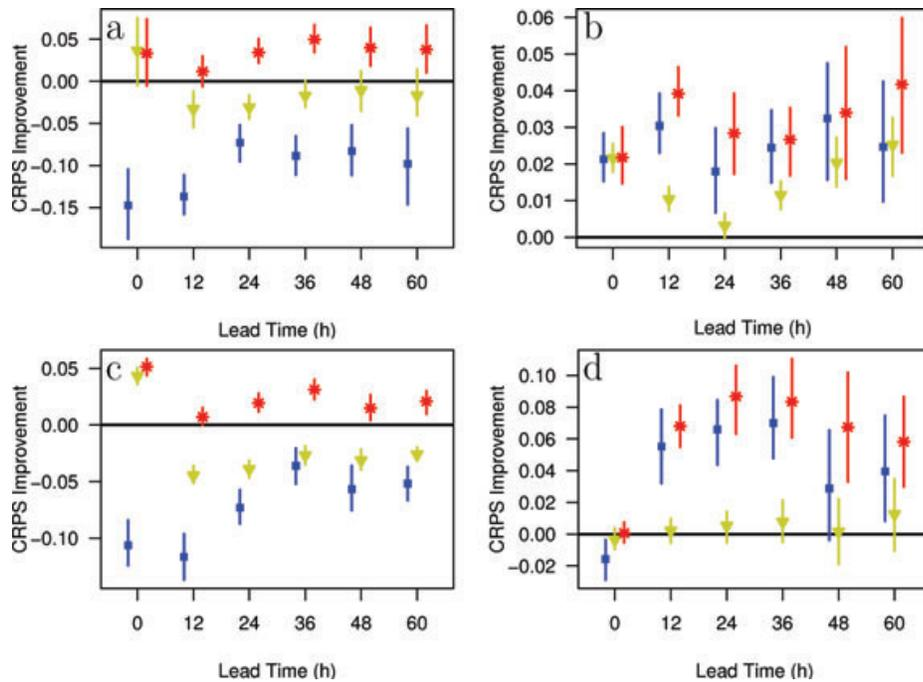 a
CRPS Improvement
0.05
0.00
−0.05
−0.10
−0.15
0 12 24 36 48 60
Lead Time (h)
b
CRPS Improvement
0.06
0.05
0.04
0.03
0.02
0.01
0.00
0 12 24 36 48 60
Lead Time (h)
c
CRPS Improvement
0.05
0.00
−0.05
−0.10
0 12 24 36 48 60
Lead Time (h)
d
CRPS Improvement
0.10
0.08
0.06
0.04
0.02
0.00
−0.02
0 12 24 36 48 60
Lead Time (h)